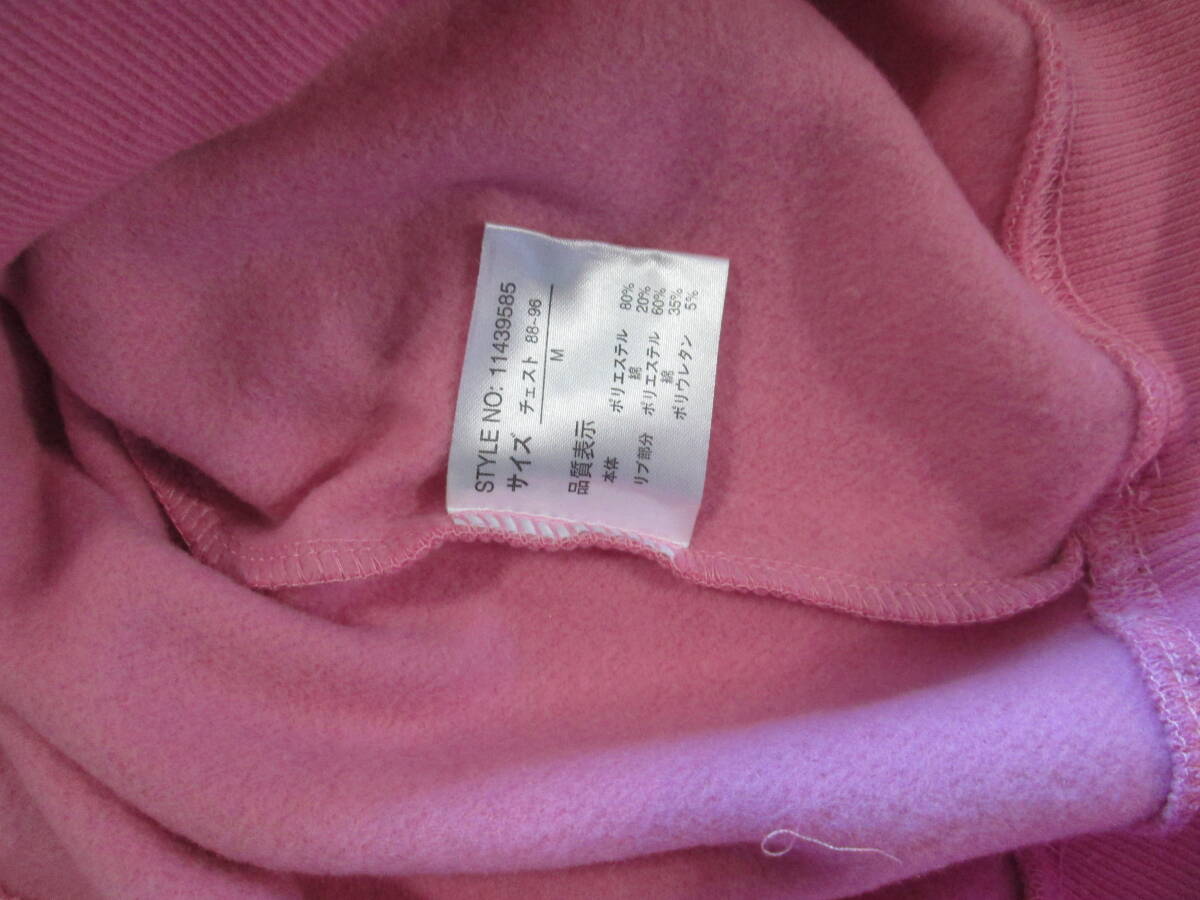 STYLE NO: 11439585
サイズ チェスト 88-96
M
品質表示
本体 ポリエステル 80%
綿 20%
リブ部分 ポリエステル 60%
綿 35%
ポリウレタン 5%